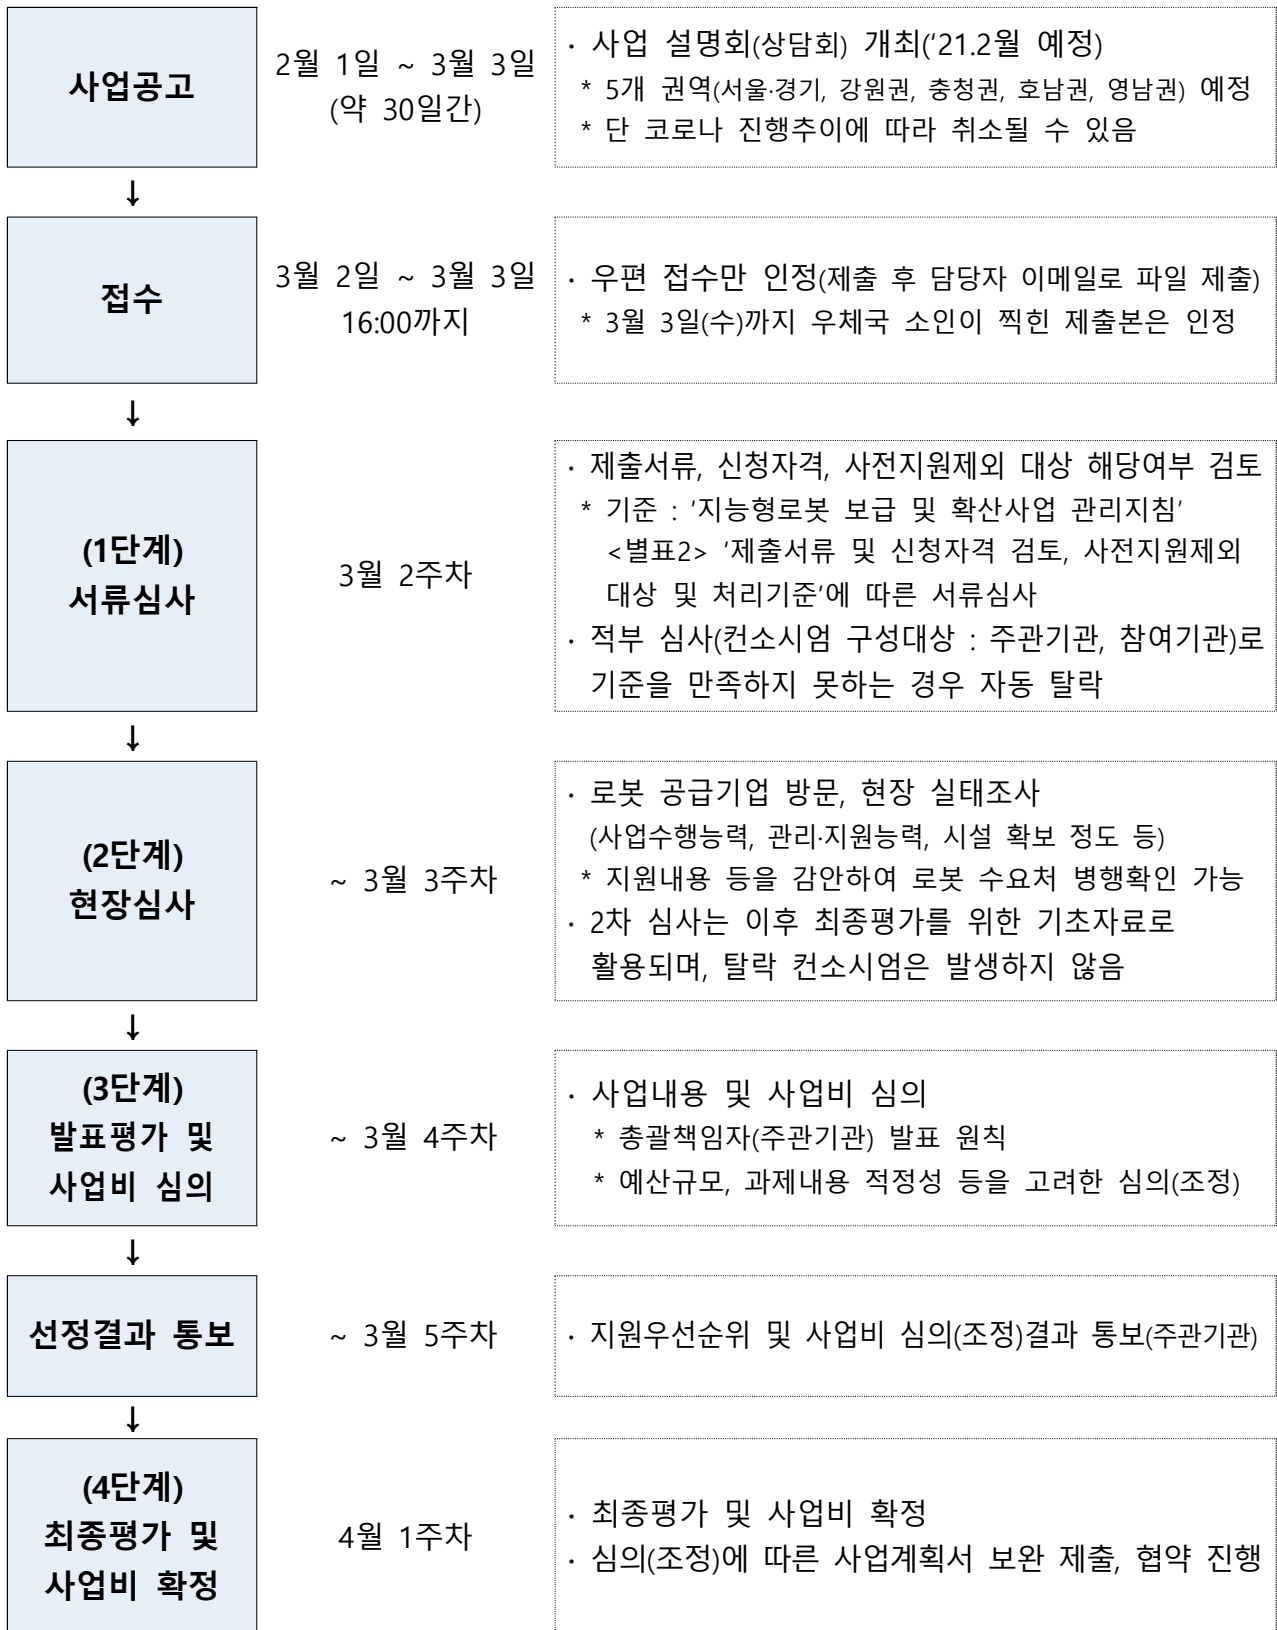 사업공고
2월 1일 ~ 3월 3일
(약 30일간)
· 사업 설명회(상담회) 개최('21.2월 예정)
* 5개 권역(서울·경기, 강원권, 충청권, 호남권, 영남권) 예정
* 단 코로나 진행추이에 따라 취소될 수 있음
↓
접수
3월 2일 ~ 3월 3일
16:00까지
· 우편 접수만 인정(제출 후 담당자 이메일로 파일 제출)
* 3월 3일(수)까지 우체국 소인이 찍힌 제출본은 인정
↓
(1단계)
서류심사
3월 2주차
· 제출서류, 신청자격, 사전지원제외 대상 해당여부 검토
* 기준 : '지능형로봇 보급 및 확산사업 관리지침'
<별표2> '제출서류 및 신청자격 검토, 사전지원제외
대상 및 처리기준'에 따른 서류심사
· 적부 심사(컨소시엄 구성대상 : 주관기관, 참여기관)로
기준을 만족하지 못하는 경우 자동 탈락
↓
(2단계)
현장심사
~ 3월 3주차
· 로봇 공급기업 방문, 현장 실태조사
(사업수행능력, 관리·지원능력, 시설 확보 정도 등)
* 지원내용 등을 감안하여 로봇 수요처 병행확인 가능
· 2차 심사는 이후 최종평가를 위한 기초자료로
활용되며, 탈락 컨소시엄은 발생하지 않음
↓
(3단계)
발표평가 및
사업비 심의
~ 3월 4주차
· 사업내용 및 사업비 심의
* 총괄책임자(주관기관) 발표 원칙
* 예산규모, 과제내용 적정성 등을 고려한 심의(조정)
↓
선정결과 통보
~ 3월 5주차
· 지원우선순위 및 사업비 심의(조정)결과 통보(주관기관)
↓
(4단계)
최종평가 및
사업비 확정
4월 1주차
· 최종평가 및 사업비 확정
· 심의(조정)에 따른 사업계획서 보완 제출, 협약 진행